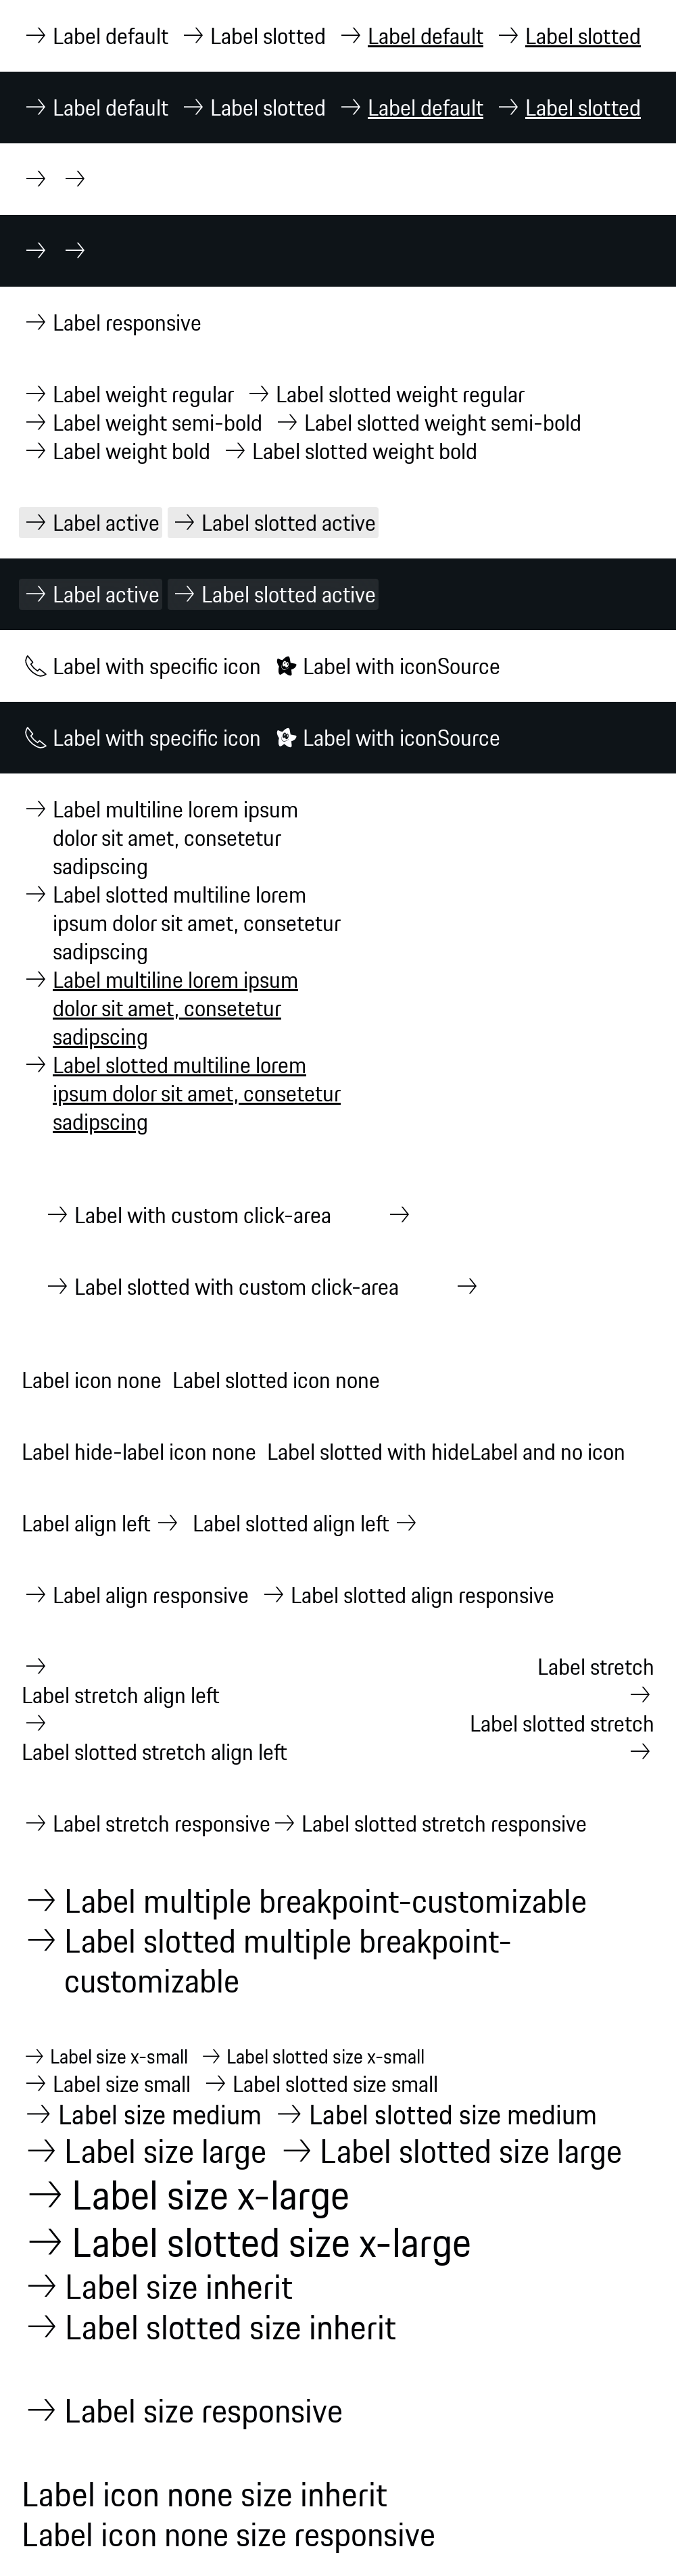 Label default Label slotted Label default Label slotted
Label default Label slotted Label default Label slotted
Label responsive
Label weight regular Label slotted weight regular
Label weight semi-bold Label slotted weight semi-bold
Label weight bold Label slotted weight bold
Label active Label slotted active
Label active Label slotted active
Label with specific icon Label with iconSource
Label with specific icon Label with iconSource
Label multiline lorem ipsum
dolor sit amet, consetetur
sadipscing
Label slotted multiline lorem
ipsum dolor sit amet, consetetur
sadipscing
Label multiline lorem ipsum
dolor sit amet, consetetur
sadipscing
Label slotted multiline lorem
ipsum dolor sit amet, consetetur
sadipscing
Label with custom click-area
Label slotted with custom click-area
Label icon none Label slotted icon none
Label hide-label icon none Label slotted with hideLabel and no icon
Label align left Label slotted align left
Label align responsive Label slotted align responsive
Label stretch
Label stretch align left
Label slotted stretch
Label slotted stretch align left
Label stretch responsive Label slotted stretch responsive
Label multiple breakpoint-customizable
Label slotted multiple breakpoint-
customizable
Label size x-small Label slotted size x-small
Label size small Label slotted size small
Label size medium Label slotted size medium
Label size large Label slotted size large
Label size x-large
Label slotted size x-large
Label size inherit
Label slotted size inherit
Label size responsive
Label icon none size inherit
Label icon none size responsive